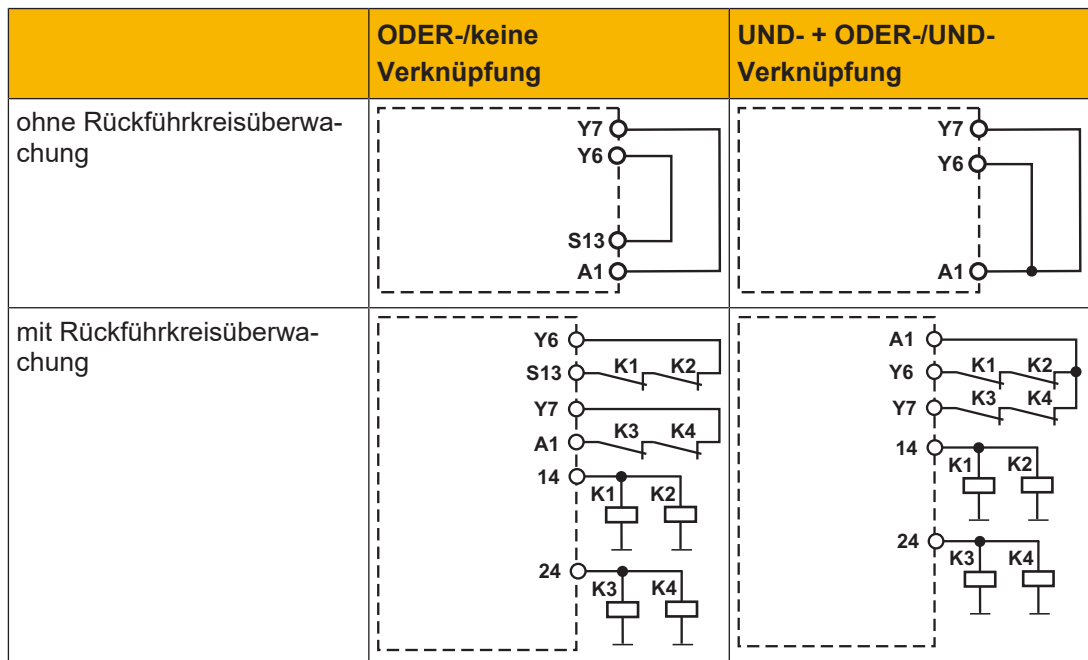 ODER-/keine
Verknüpfung
UND- + ODER-/UND-
Verknüpfung
ohne Rückführkreisüberwa-
chung
Y7
Y6
S13
A1
Y7
Y6
A1
mit Rückführkreisüberwa-
chung
Y6
S13 K1 K2
Y7
A1 K3 K4
14
K1 K2
24
K3 K4
A1
Y6 K1 K2
Y7 K3 K4
14
K1 K2
24
K3 K4